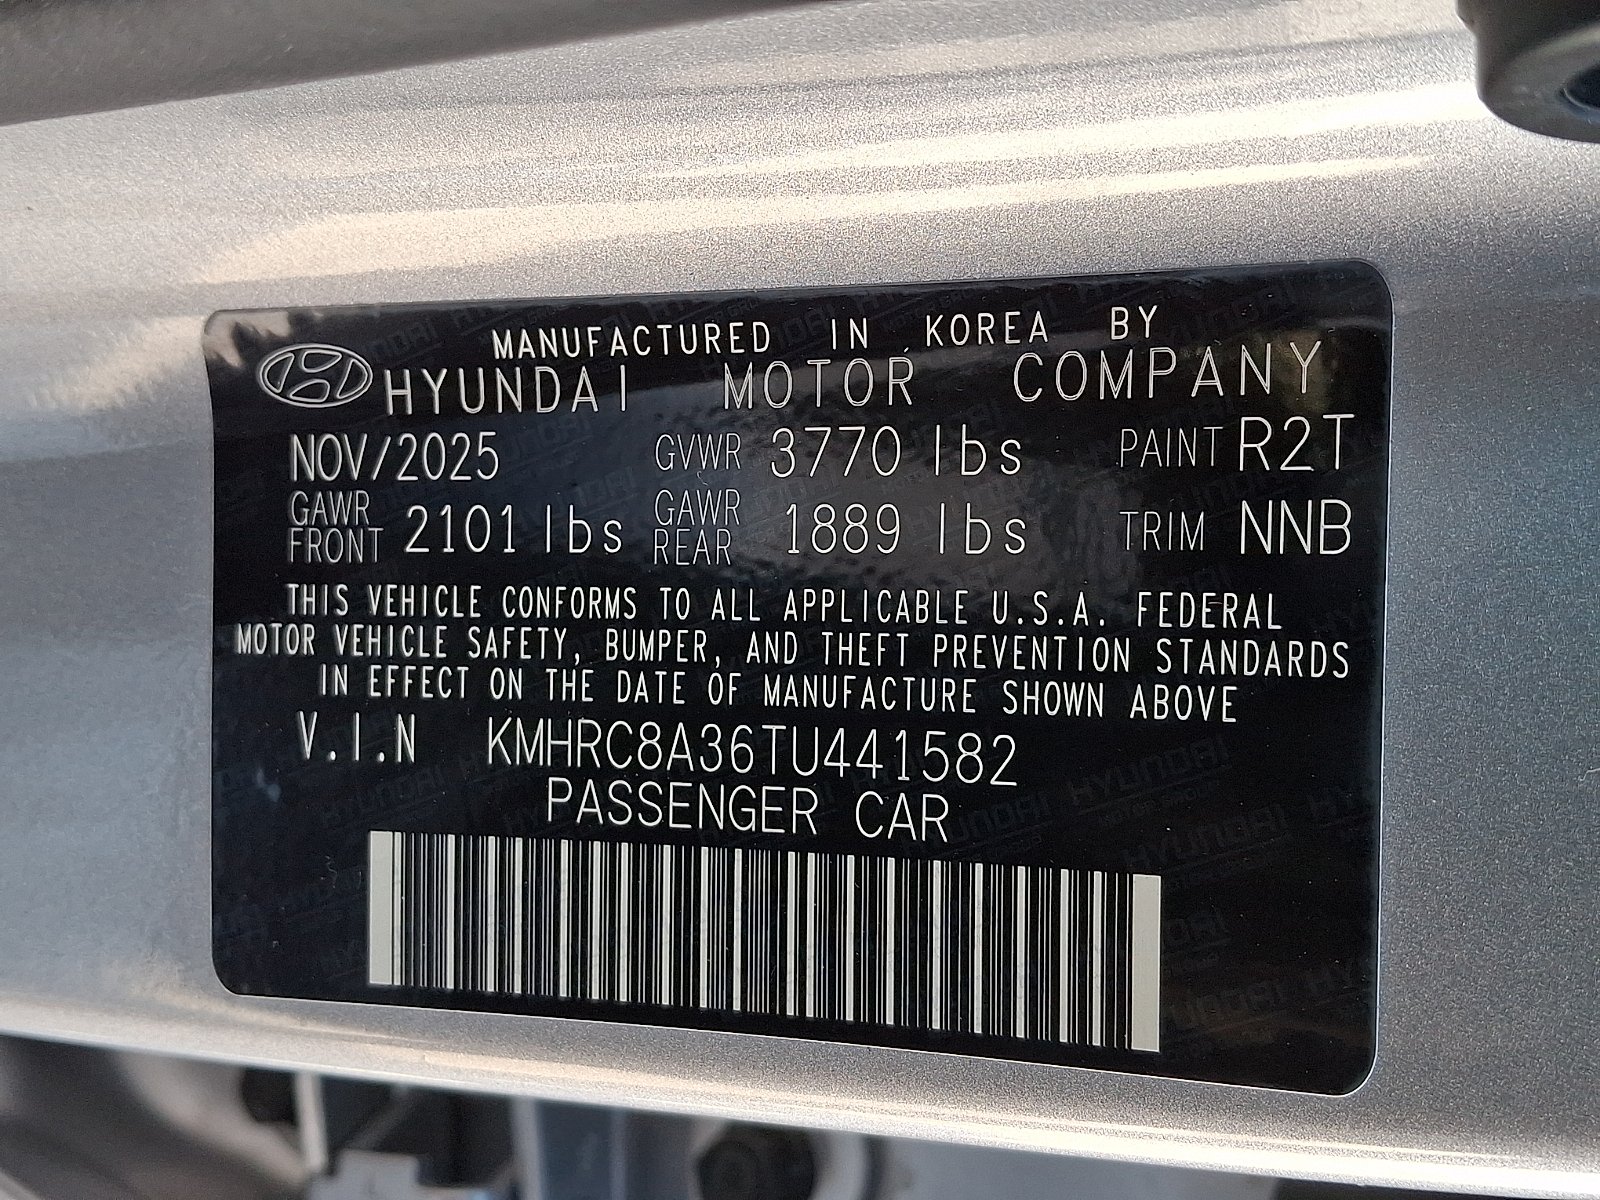 MANUFACTURED IN KOREA BY
HYUNDAI MOTOR COMPANY
NOV/2025 GVWR 3770 lbs PAINT R2T
GAWR FRONT 2101 lbs GAWR REAR 1889 lbs TRIM NNB
THIS VEHICLE CONFORMS TO ALL APPLICABLE U.S.A. FEDERAL
MOTOR VEHICLE SAFETY, BUMPER, AND THEFT PREVENTION STANDARDS
IN EFFECT ON THE DATE OF MANUFACTURE SHOWN ABOVE
V.I.N KMHRC8A36TU441582
PASSENGER CAR